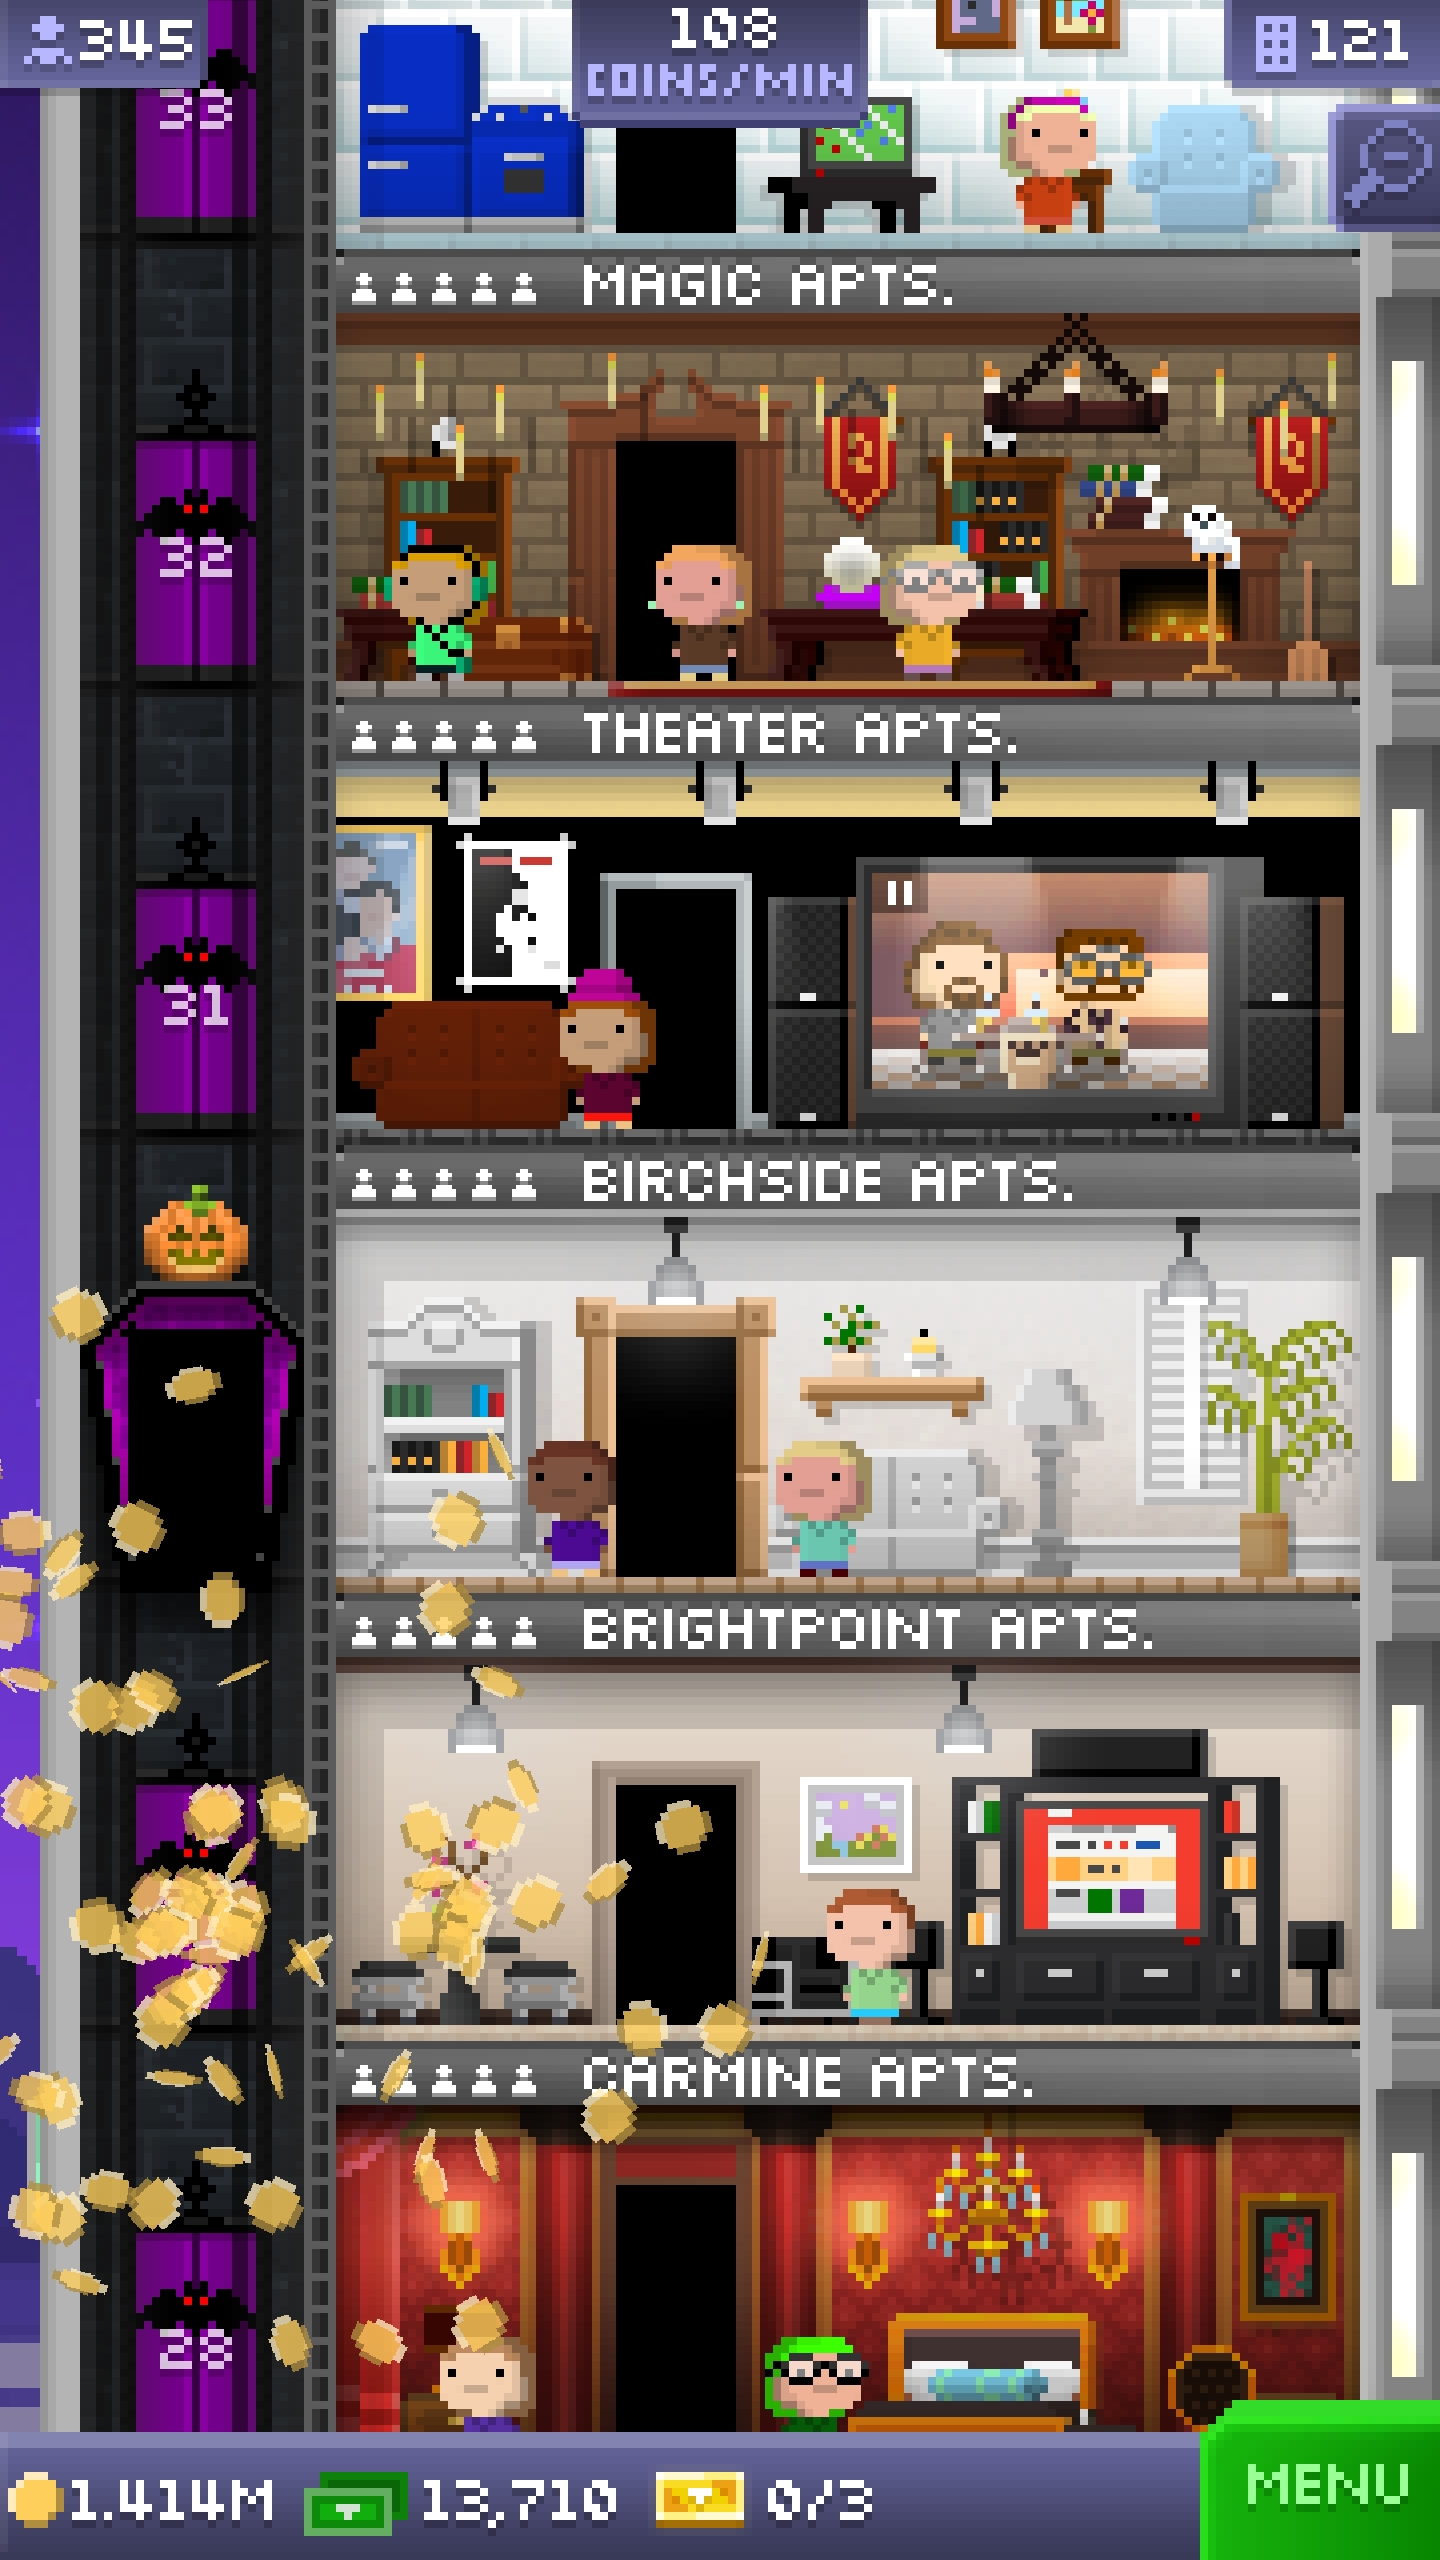 345
108
COINS/MIN
121
33
MAGIC APTS.
32
THEATER APTS.
31
BIRCHSIDE APTS.
BRIGHTPOINT APTS.
CARMINE APTS.
28
1.414M
13,710
0/3
MENU